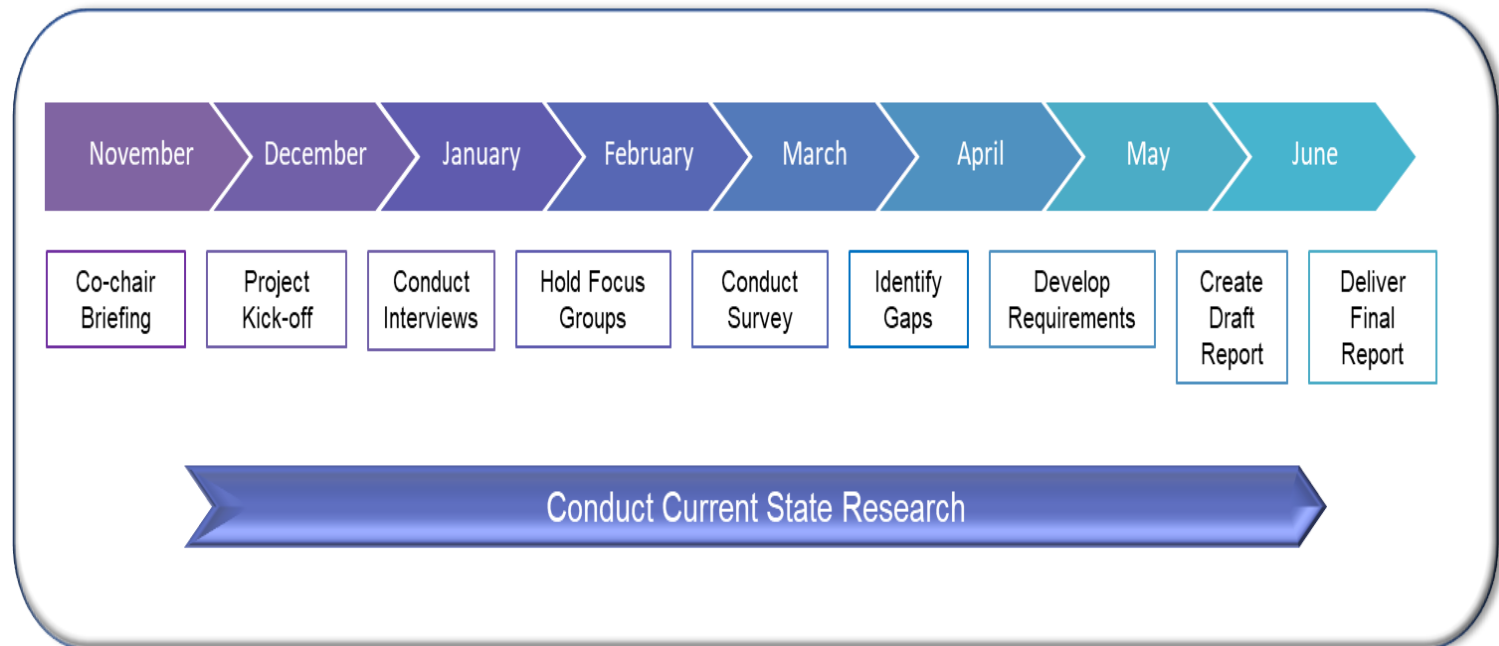 November December January February March April May June
Co-chair
Briefing
Project
Kick-off
Conduct
Interviews
Hold Focus
Groups
Conduct
Survey
Identify
Gaps
Develop
Requirements
Create
Draft
Report
Deliver
Final
Report
Conduct Current State Research